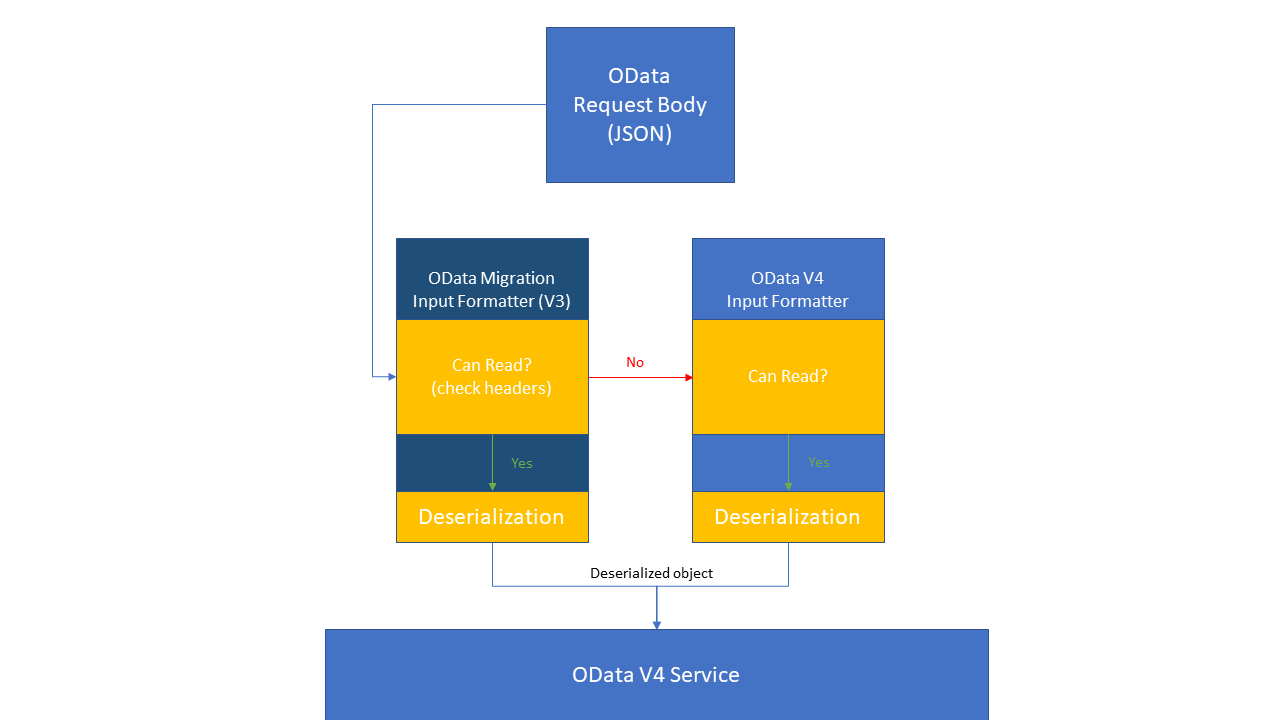 OData
Request Body
(JSON)
OData Migration
Input Formatter (V3)
OData V4
Input Formatter
Can Read?
(check headers)
No
Can Read?
Yes
Yes
Deserialization
Deserialization
Deserialized object
OData V4 Service